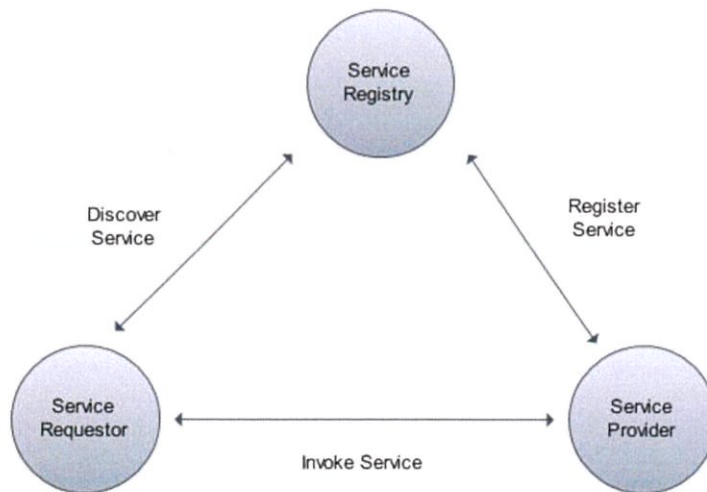 Service
Registry
Discover
Service
Register
Service
Service
Requestor
Service
Provider
Invoke Service